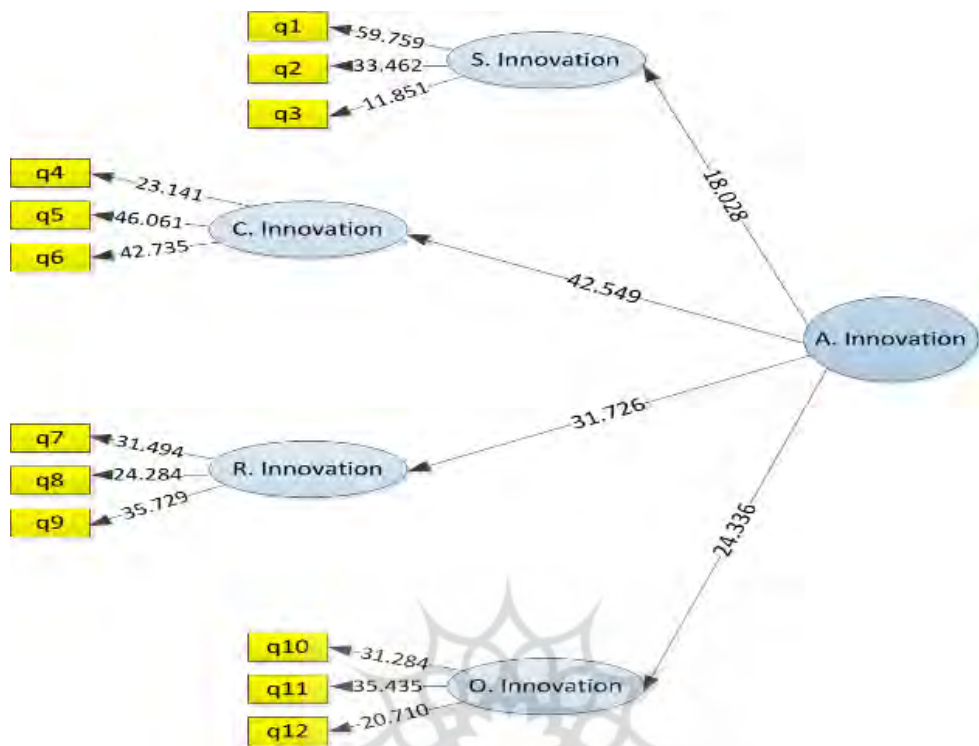 q1
59.759
S. Innovation
q2
33.462
q3
11.851
18.028
q4
23.141
q5
46.061
C. Innovation
q6
42.735
42.549
A. Innovation
31.726
q7
31.494
q8
24.284
R. Innovation
q9
35.729
24.336
q10
31.284
q11
35.435
O. Innovation
q12
20.710